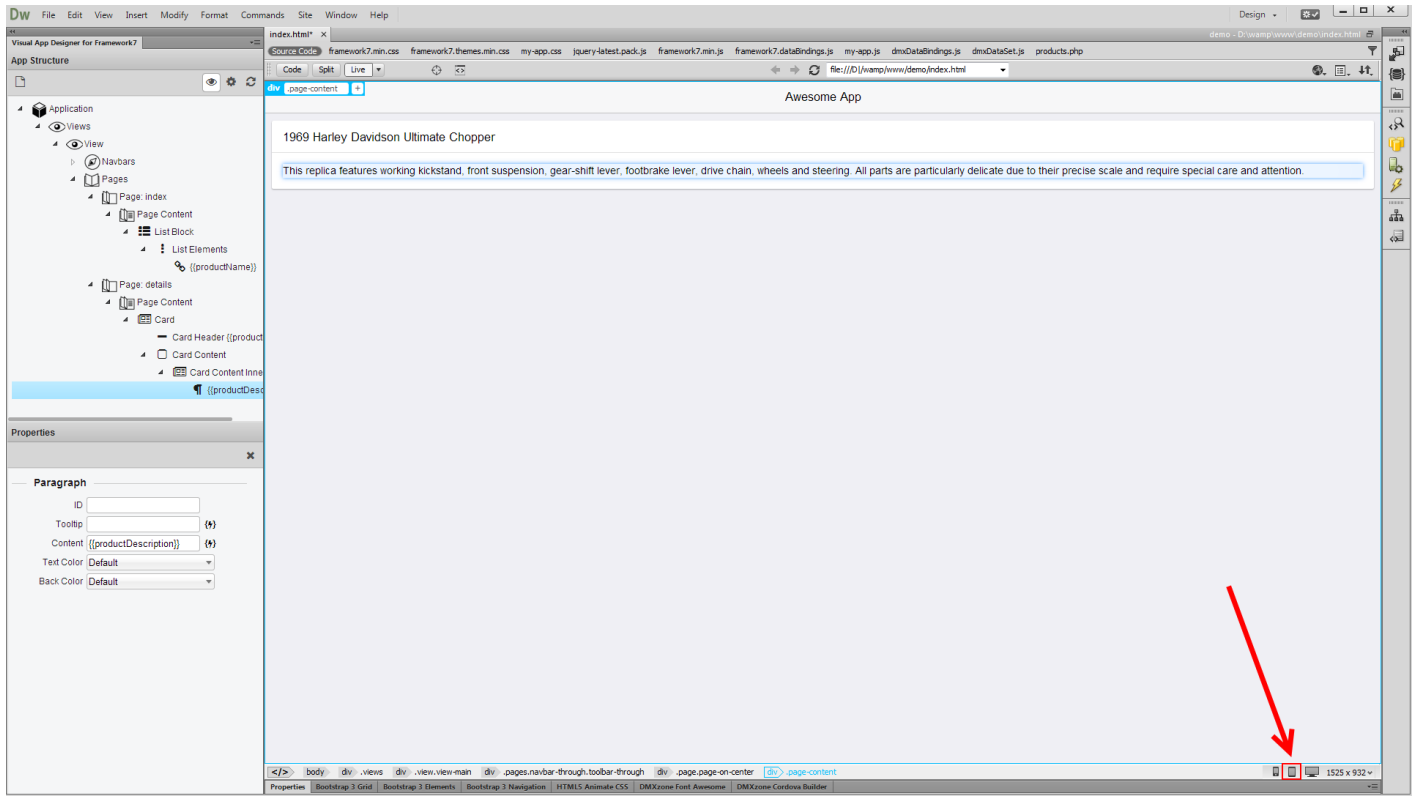 Dw File Edit View Insert Modify Format Commands Site Window Help Design
Visual App Designer for Framework7
index.html* × demo - D:\wamp\www\demo\index.html
Source Code framework7.min.css framework7.themes.min.css my-app.css jquery-latest.pack.js framework7.min.js framework7.dataBindings.js my-app.js dmxDataBindings.js dmxDataSet.js products.php
App Structure
Code Split Live file:///D|/wamp/www/demo/index.html
div .page-content +
Awesome App
Application
Views
View
Navbars
Pages
Page: index
Page Content
List Block
List Elements
{{productName}}
Page: details
Page Content
Card
Card Header {{product
Card Content
Card Content Inne
{{productDesc
1969 Harley Davidson Ultimate Chopper
This replica features working kickstand, front suspension, gear-shift lever, footbrake lever, drive chain, wheels and steering. All parts are particularly delicate due to their precise scale and require special care and attention.
Properties
Paragraph
ID
Tooltip
Content {{productDescription}}
Text Color Default
Back Color Default
</> body div .views div .view.view-main div .pages.navbar-through.toolbar-through div .page.page-on-center div .page-content 1525 x 932
Properties Bootstrap 3 Grid Bootstrap 3 Elements Bootstrap 3 Navigation HTML5 Animate CSS DMXzone Font Awesome DMXzone Cordova Builder